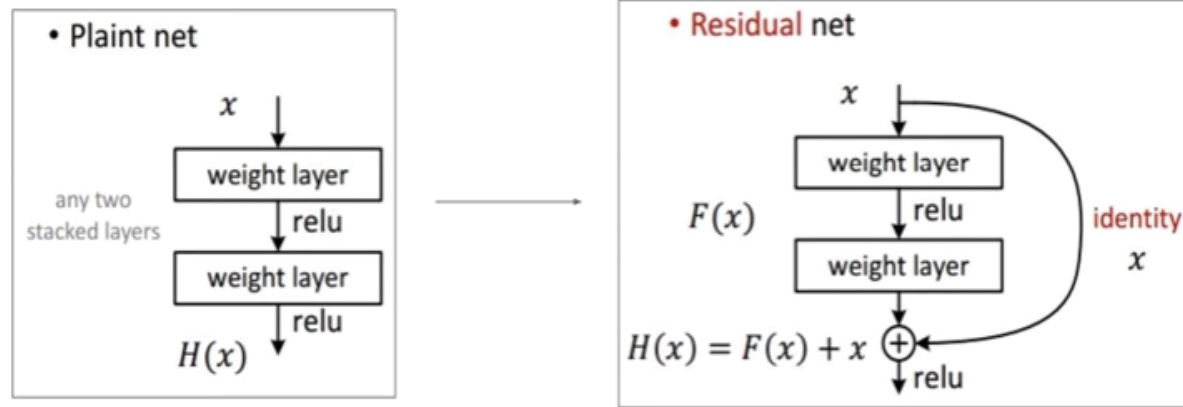 • Plaint net
x
weight layer
relu
any two
stacked layers
weight layer
relu
H(x)
• Residual net
x
weight layer
relu
F(x)
identity
x
weight layer
H(x) = F(x) + x
+
relu